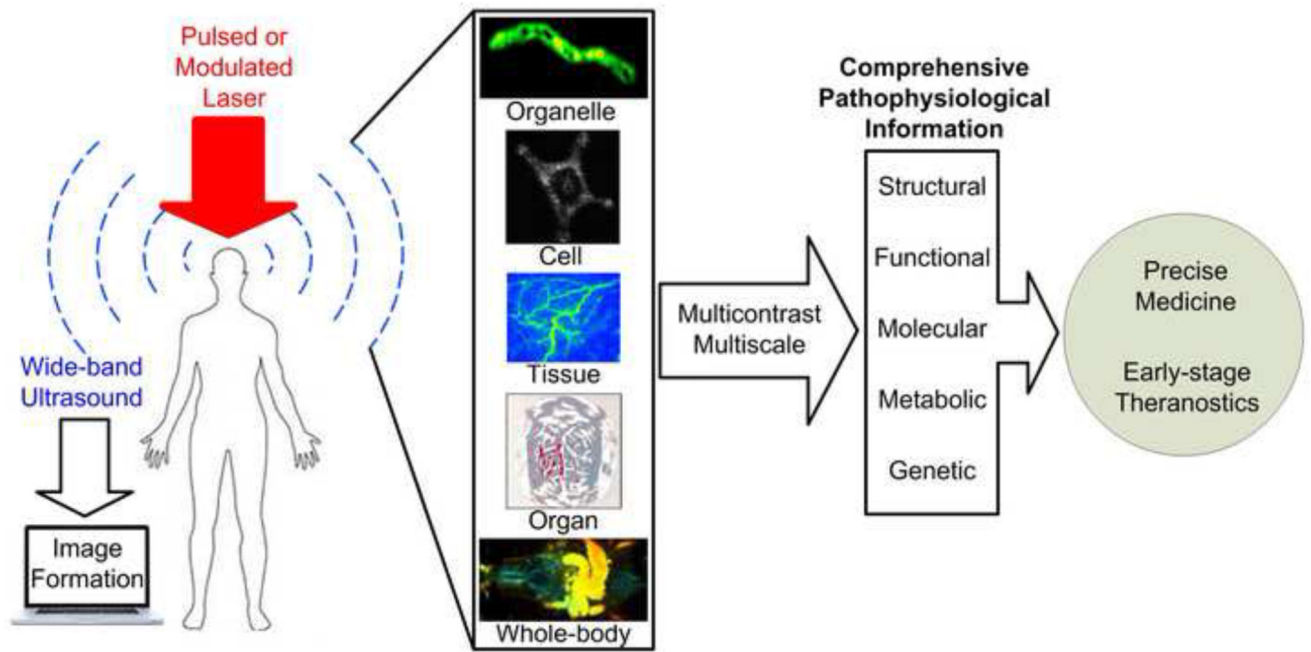 Pulsed or
Modulated
Laser
Wide-band
Ultrasound
Image
Formation
Organelle
Cell
Tissue
Organ
Whole-body
Multicontrast
Multiscale
Comprehensive
Pathophysiological
Information
Structural
Functional
Molecular
Metabolic
Genetic
Precise
Medicine
Early-stage
Theranostics